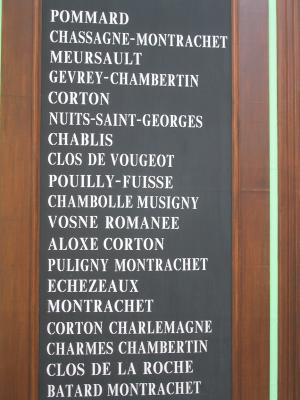 POMMARD
CHASSAGNE-MONTRACHET
MEURSAULT
GEVREY-CHAMBERTIN
CORTON
NUITS-SAINT-GEORGES
CHABLIS
CLOS DE VOUGEOT
POUILLY-FUISSE
CHAMBOLLE MUSIGNY
VOSNE ROMANEE
ALOXE CORTON
PULIGNY MONTRACHET
ECHEZEAUX
MONTRACHET
CORTON CHARLEMAGNE
CHARMES CHAMBERTIN
CLOS DE LA ROCHE
BATARD MONTRACHET